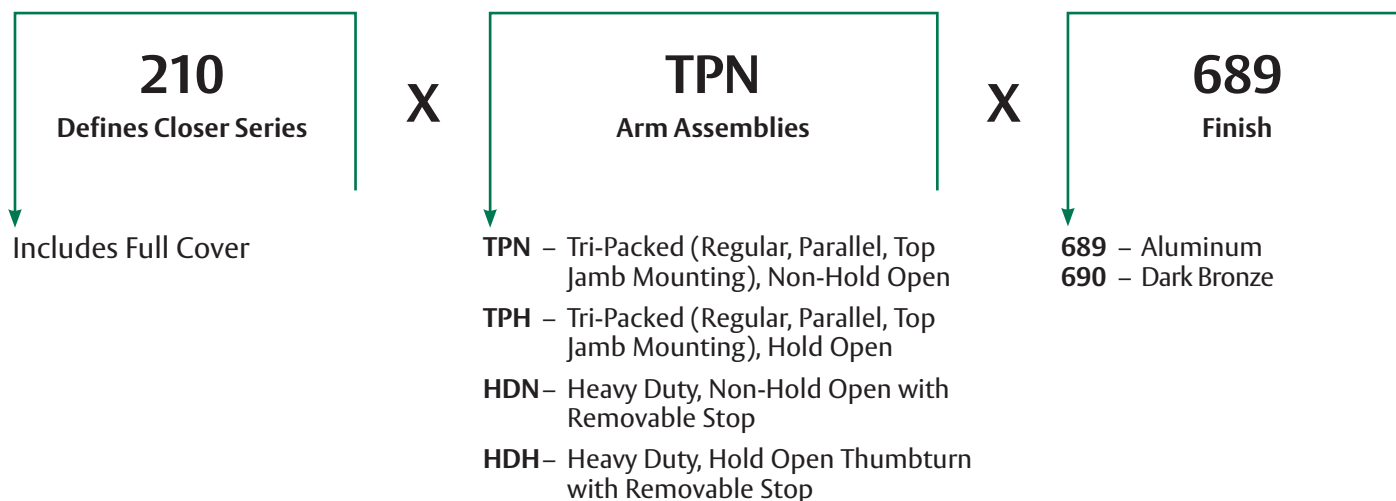 210
Defines Closer Series
X
TPN
Arm Assemblies
X
689
Finish
Includes Full Cover
TPN – Tri-Packed (Regular, Parallel, Top
Jamb Mounting), Non-Hold Open
TPH – Tri-Packed (Regular, Parallel, Top
Jamb Mounting), Hold Open
HDN – Heavy Duty, Non-Hold Open with
Removable Stop
HDH – Heavy Duty, Hold Open Thumbturn
with Removable Stop
689 – Aluminum
690 – Dark Bronze